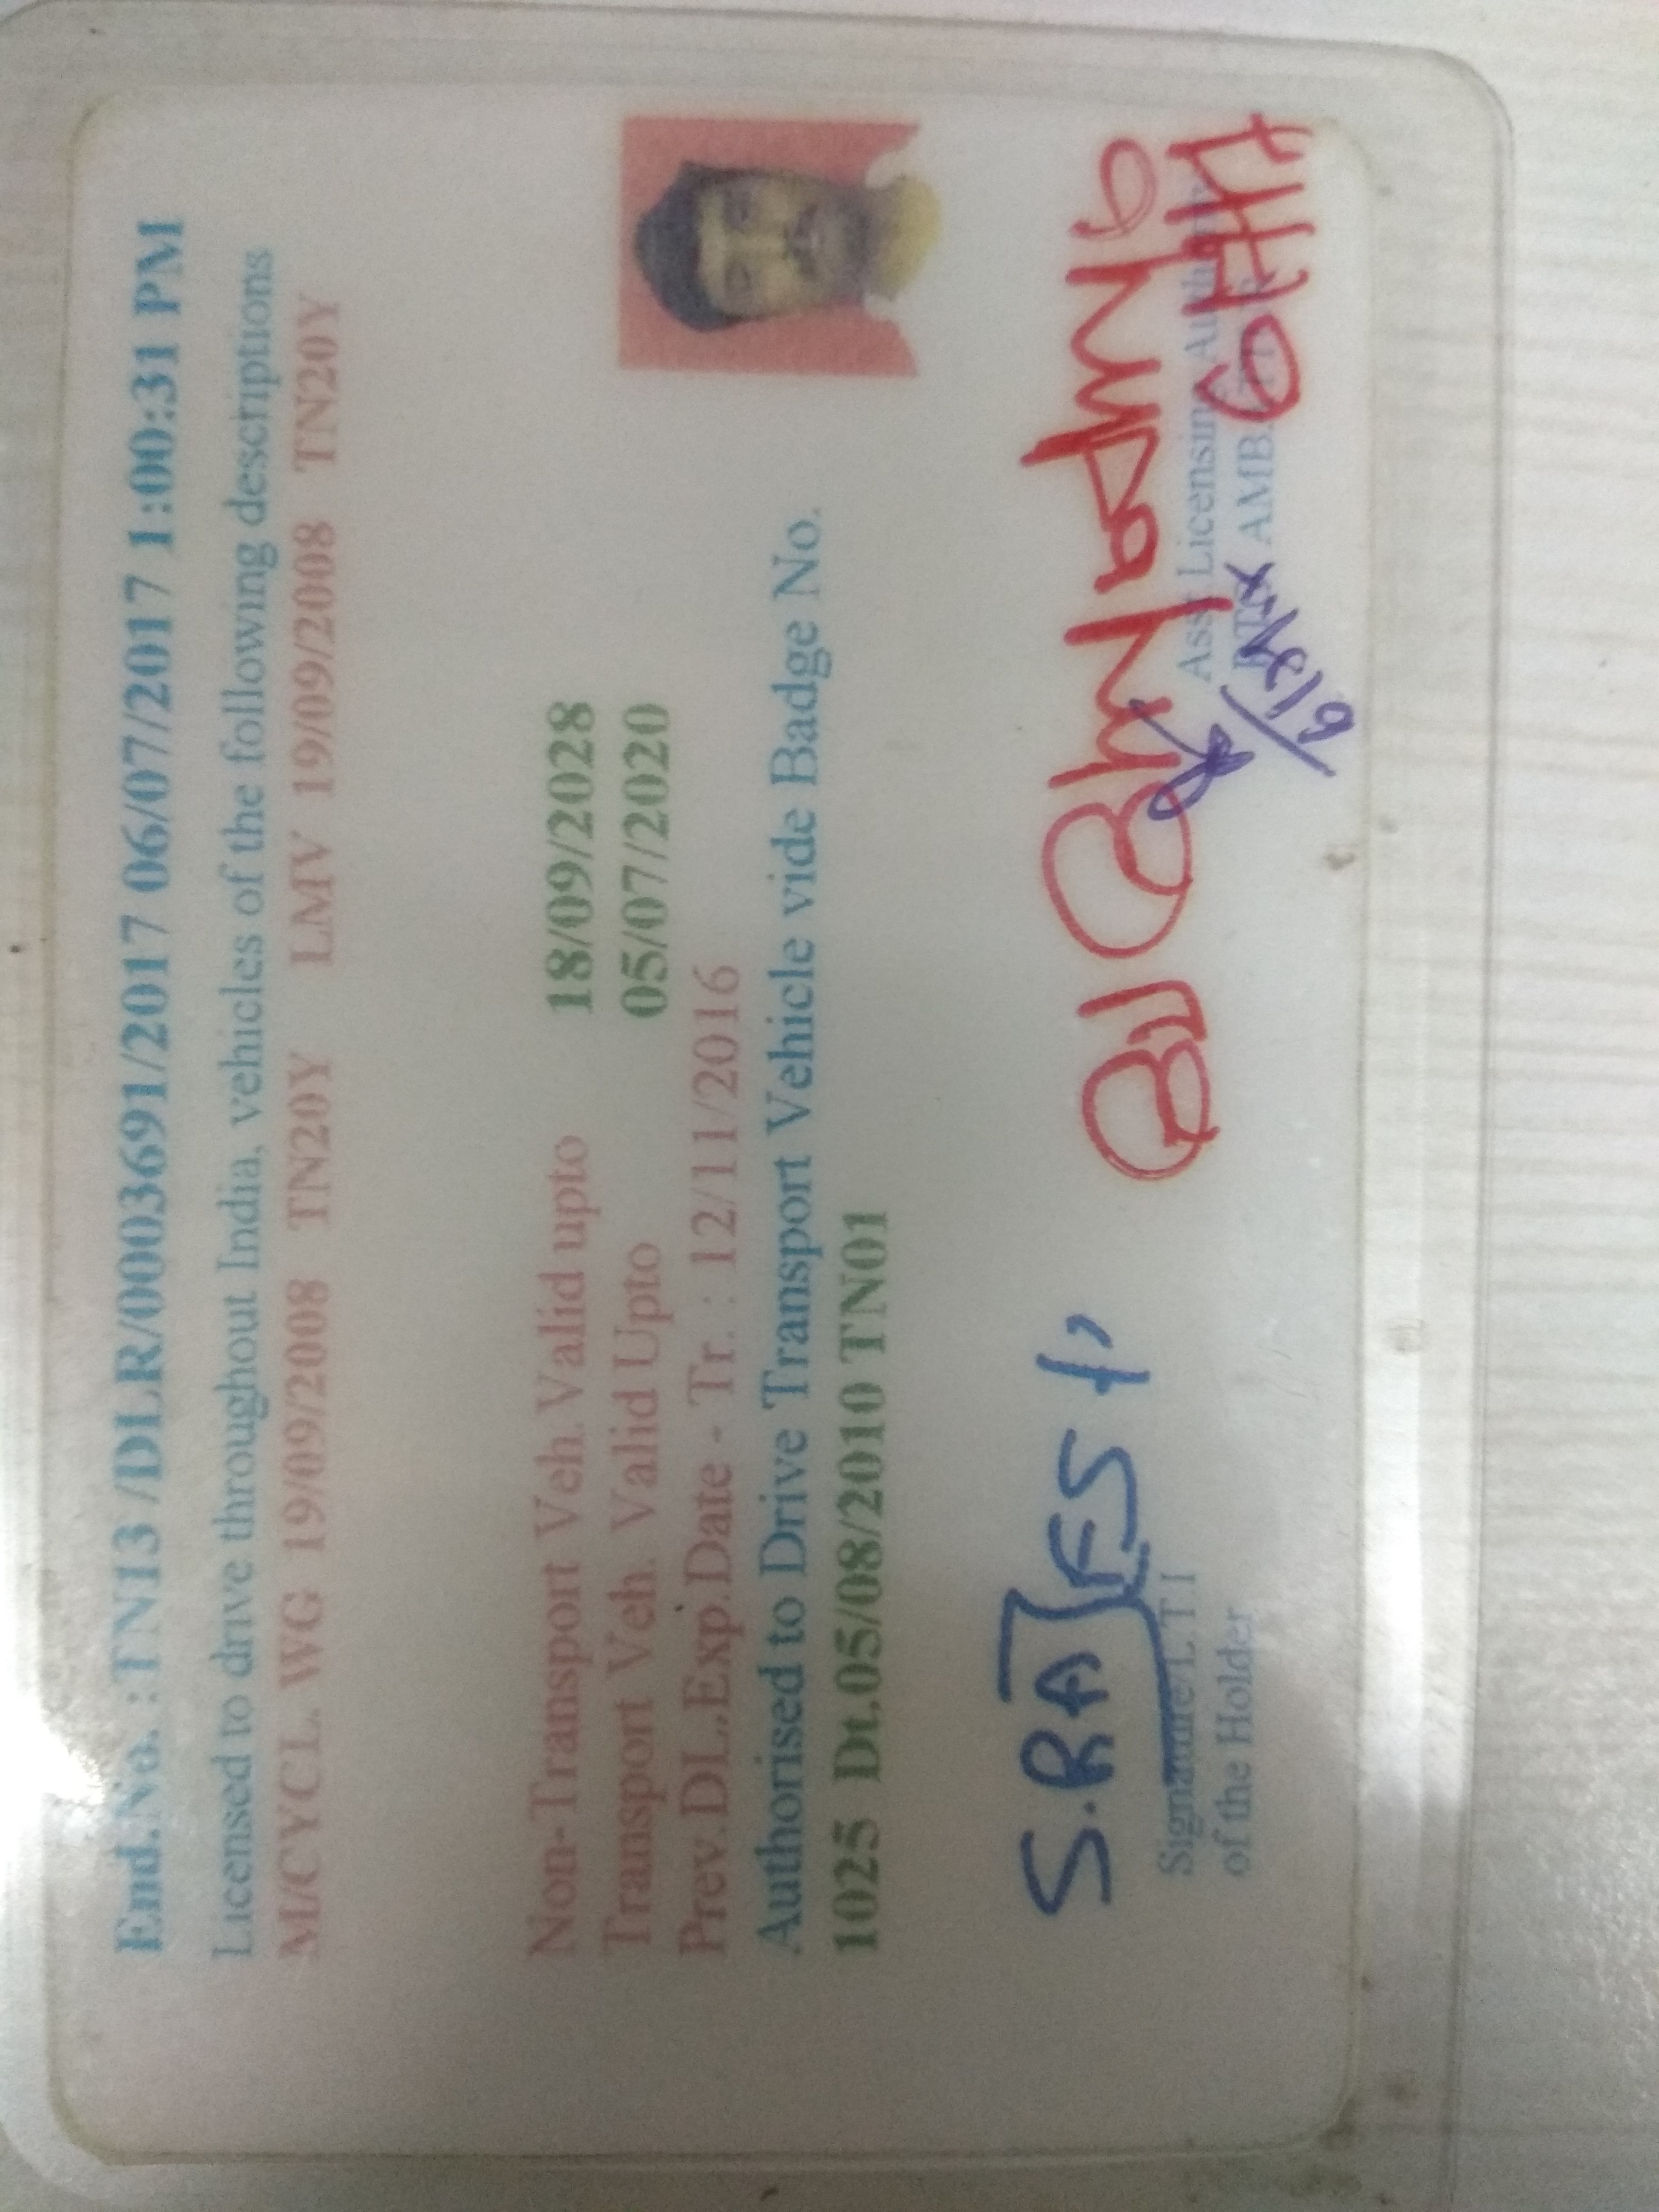 End.No. :TN13 /DLR/0003691/2017 06/07/2017 1:00:31 PM
Licensed to drive throughout India, vehicles of the following descriptions
M/CYCL. WG 19/09/2008 TN20Y LMV 19/09/2008 TN20Y
Non-Transport Veh. Valid upto 18/09/2028
Transport Veh. Valid Upto 05/07/2020
Prev.DL.Exp.Date - Tr. : 12/11/2016
Authorised to Drive Transport Vehicle vide Badge No.
1025 Dt.05/08/2010 TN01
S.RAJESH
Signature/L T I
of the Holder
Asst Licensing